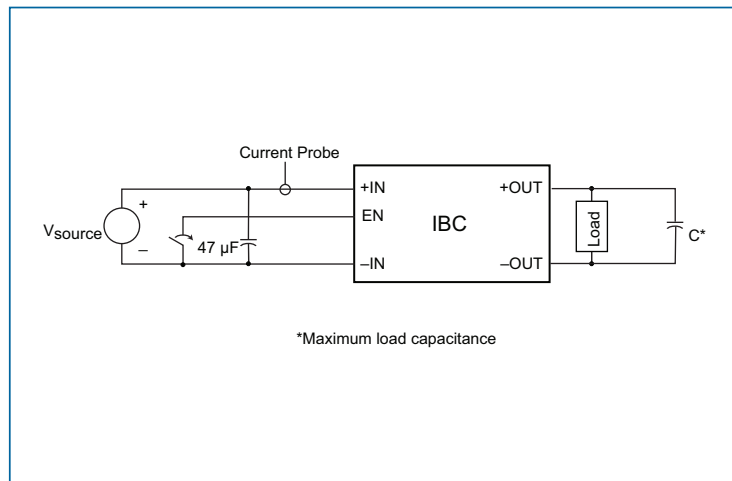 Current Probe
+IN
+OUT
+
EN
IBC
Vsource
Load
C*
–
47 µF
–IN
–OUT
*Maximum load capacitance